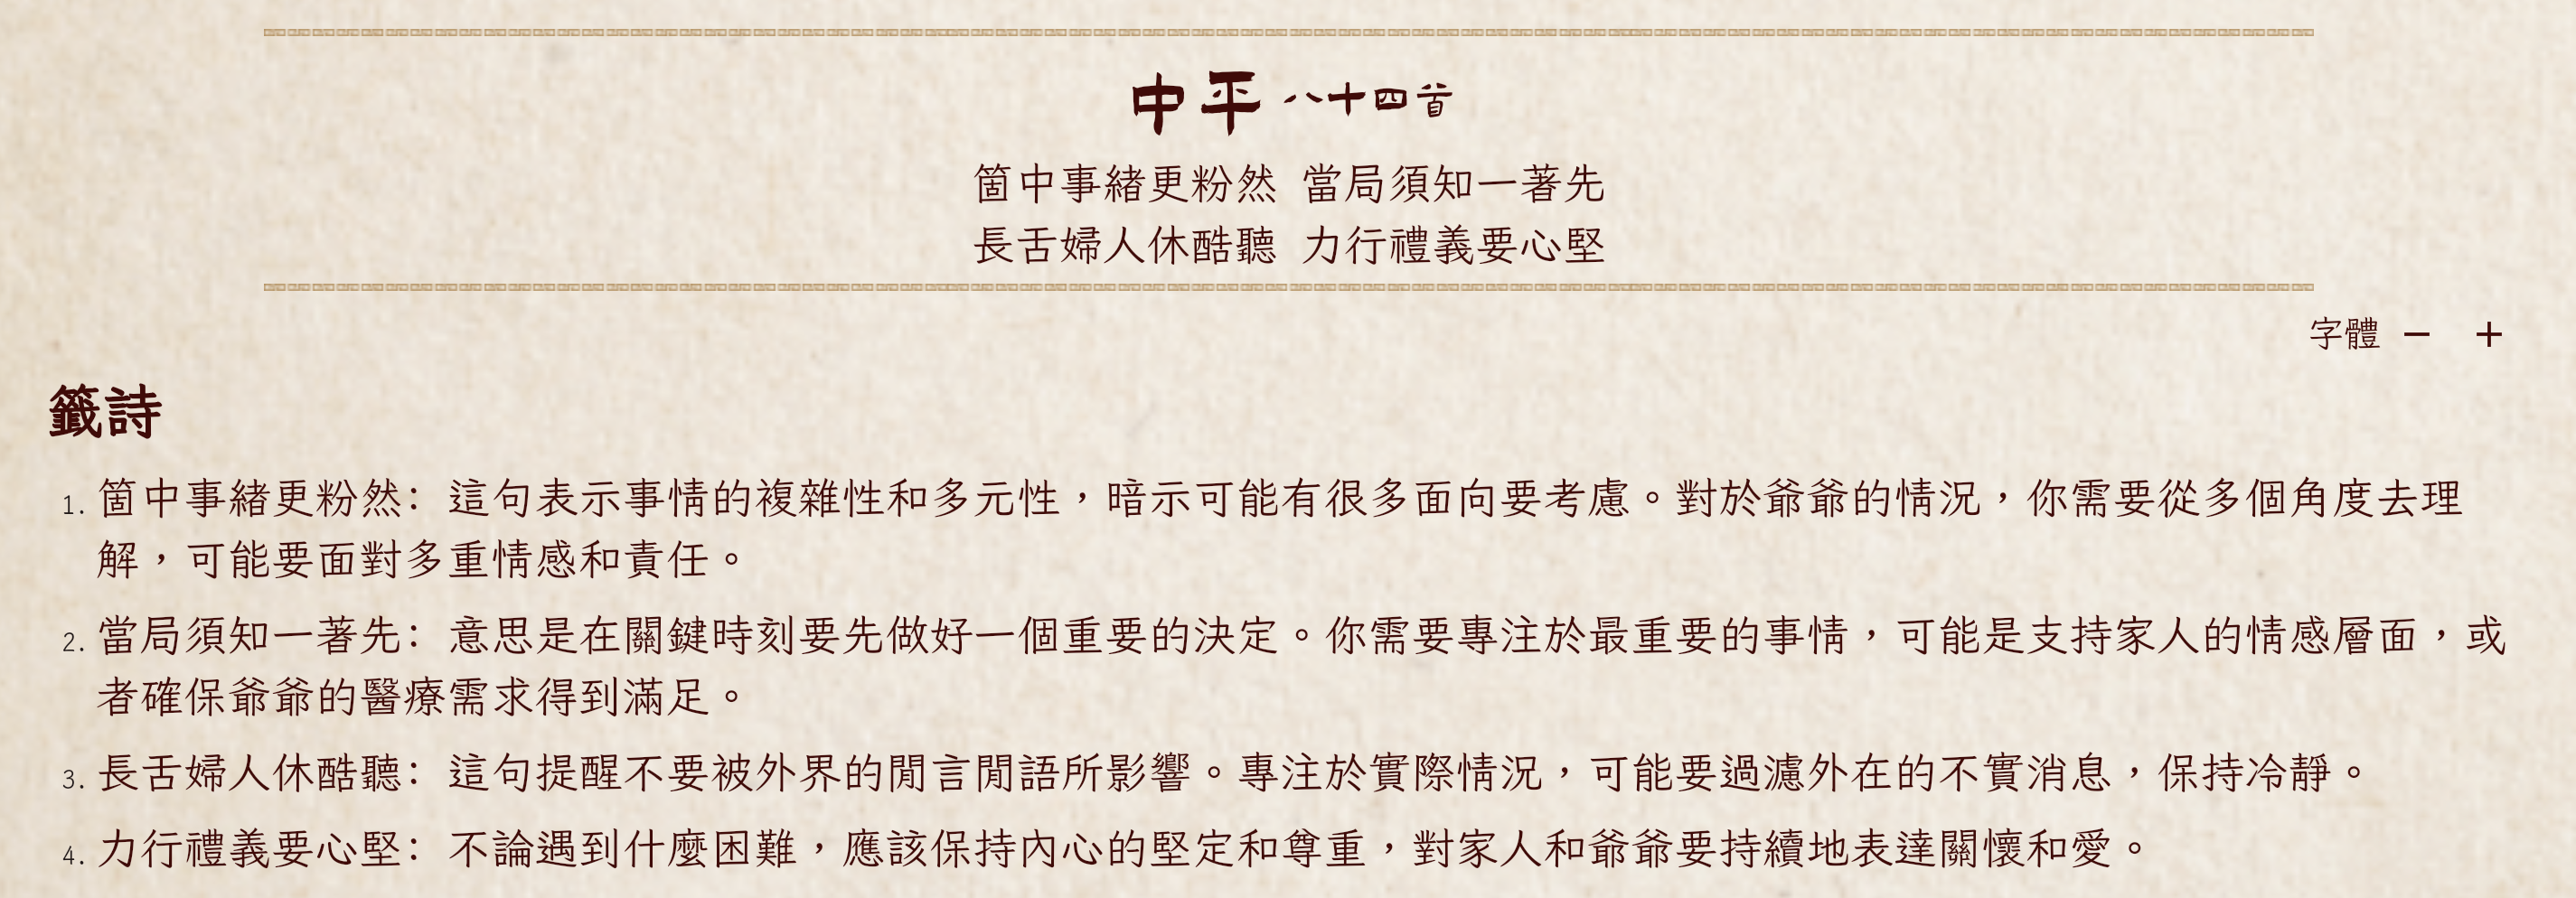 中平 八十四首
箇中事緒更粉然 當局須知一著先
長舌婦人休酷聽 力行禮義要心堅
字體 － ＋
籤詩
1. 箇中事緒更粉然： 這句表示事情的複雜性和多元性，暗示可能有很多面向要考慮。對於爺爺的情況，你需要從多個角度去理
解，可能要面對多重情感和責任。
2. 當局須知一著先： 意思是在關鍵時刻要先做好一個重要的決定。你需要專注於最重要的事情，可能是支持家人的情感層面，或
者確保爺爺的醫療需求得到滿足。
3. 長舌婦人休酷聽： 這句提醒不要被外界的閒言閒語所影響。專注於實際情況，可能要過濾外在的不實消息，保持冷靜。
4. 力行禮義要心堅： 不論遇到什麼困難，應該保持內心的堅定和尊重，對家人和爺爺要持續地表達關懷和愛。